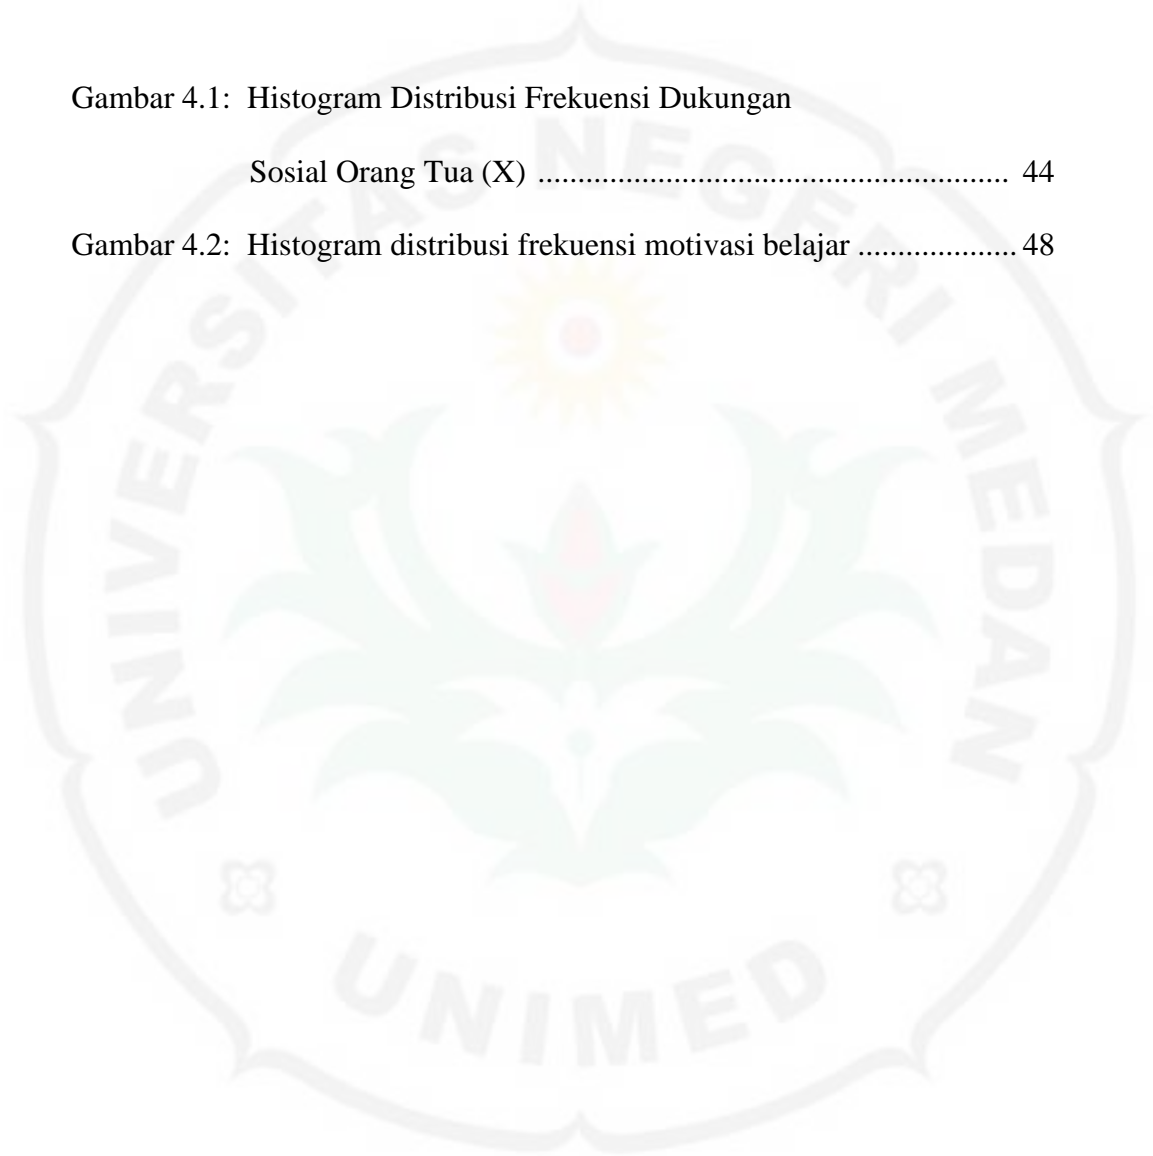 Gambar 4.1: Histogram Distribusi Frekuensi Dukungan
Sosial Orang Tua (X) ............................................................ 44
Gambar 4.2: Histogram distribusi frekuensi motivasi belajar .................... 48
UNIVERSITAS NEGERI MEDAN
UNIMED